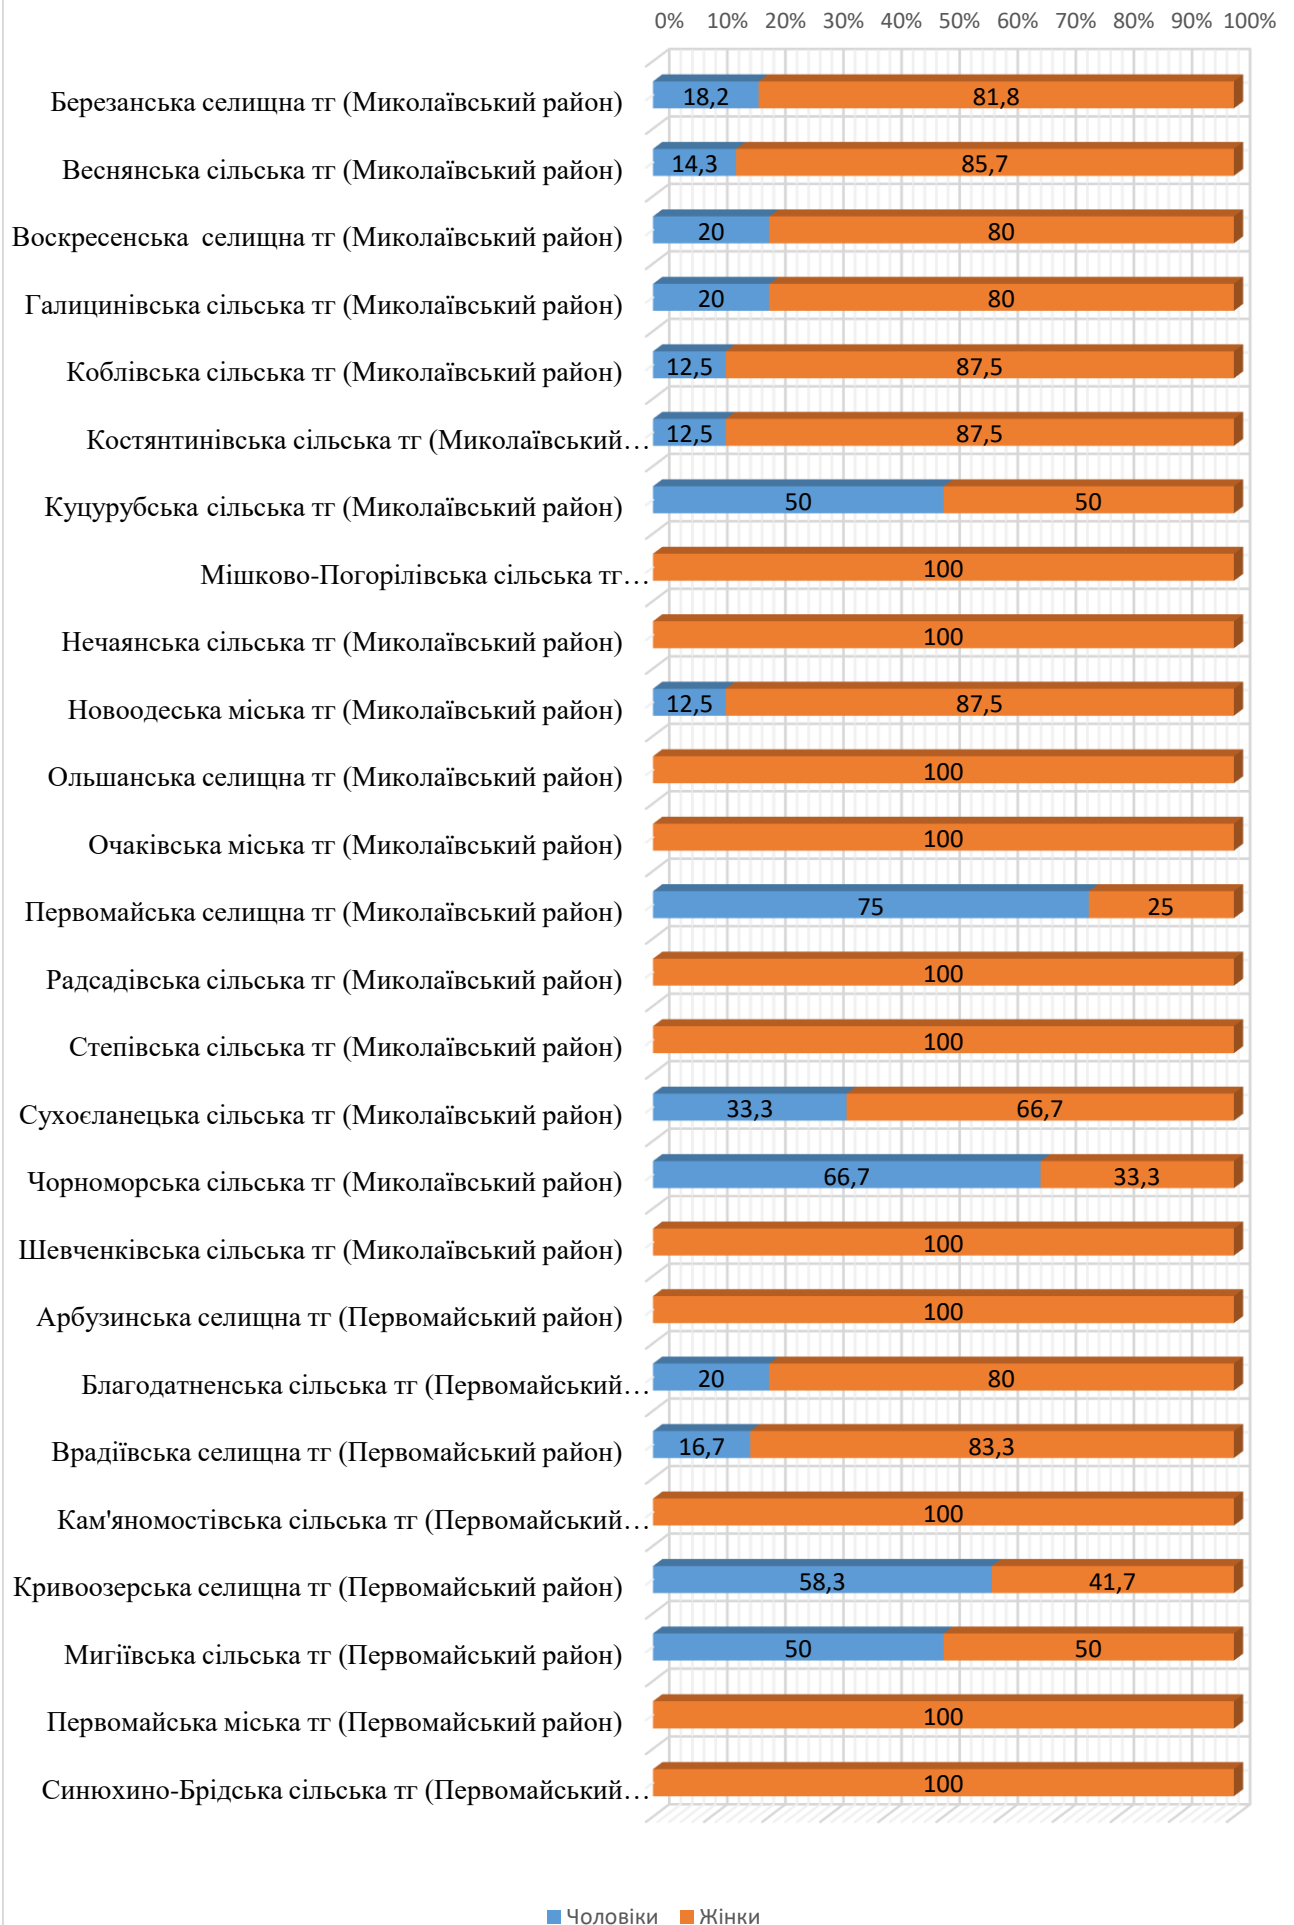 0% 10% 20% 30% 40% 50% 60% 70% 80% 90% 100%
Березанська селищна тг (Миколаївський район) 18,2 81,8
Веснянська сільська тг (Миколаївський район) 14,3 85,7
Воскресенська селищна тг (Миколаївський район) 20 80
Галицинівська сільська тг (Миколаївський район) 20 80
Коблівська сільська тг (Миколаївський район) 12,5 87,5
Костянтинівська сільська тг (Миколаївський… 12,5 87,5
Куцурубська сільська тг (Миколаївський район) 50 50
Мішково-Погорілівська сільська тг… 100
Нечаянська сільська тг (Миколаївський район) 100
Новоодеська міська тг (Миколаївський район) 12,5 87,5
Ольшанська селищна тг (Миколаївський район) 100
Очаківська міська тг (Миколаївський район) 100
Первомайська селищна тг (Миколаївський район) 75 25
Радсадівська сільська тг (Миколаївський район) 100
Степівська сільська тг (Миколаївський район) 100
Сухоєланецька сільська тг (Миколаївський район) 33,3 66,7
Чорноморська сільська тг (Миколаївський район) 66,7 33,3
Шевченківська сільська тг (Миколаївський район) 100
Арбузинська селищна тг (Первомайський район) 100
Благодатненська сільська тг (Первомайський… 20 80
Врадіївська селищна тг (Первомайський район) 16,7 83,3
Кам'яномостівська сільська тг (Первомайський… 100
Кривоозерська селищна тг (Первомайський район) 58,3 41,7
Мигіївська сільська тг (Первомайський район) 50 50
Первомайська міська тг (Первомайський район) 100
Синюхино-Брідська сільська тг (Первомайський… 100
Чоловіки Жінки